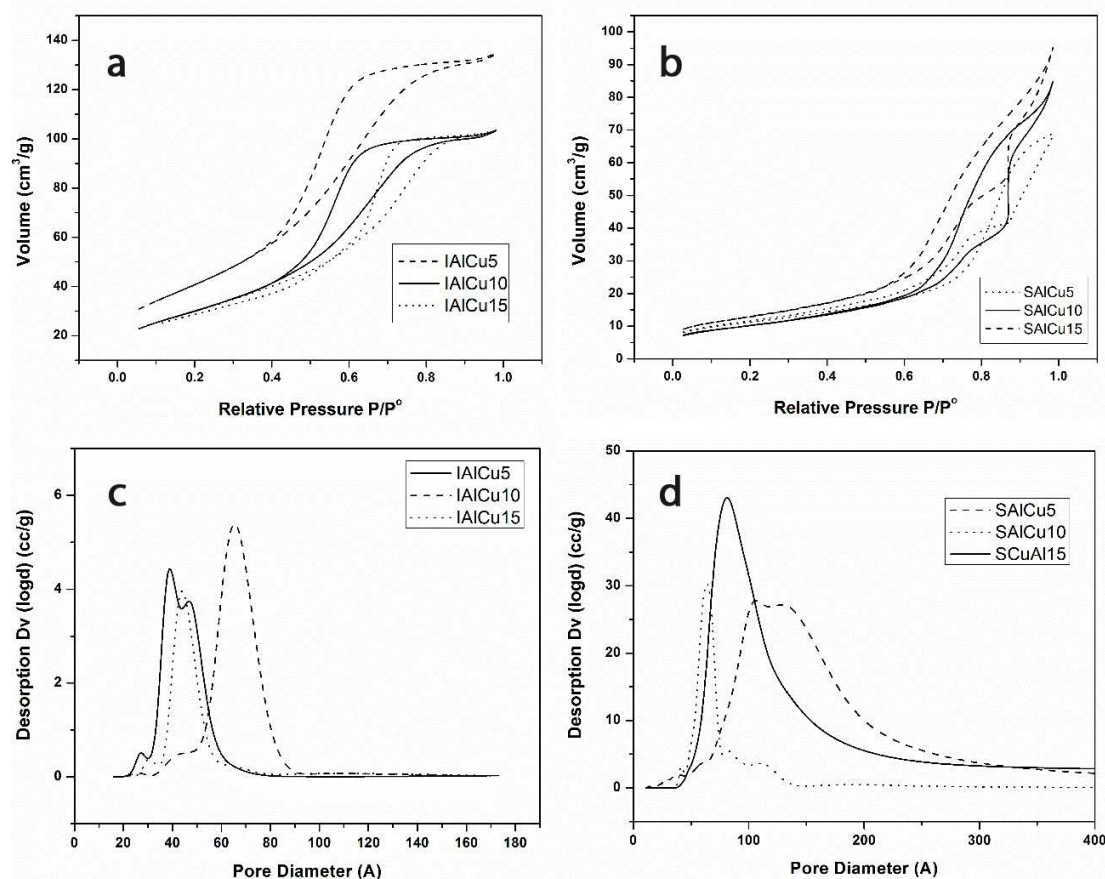 a
140
120
100
80
60
40
20
Volume (cm³/g)
IAlCu5
IAlCu10
IAlCu15
0.0 0.2 0.4 0.6 0.8 1.0
Relative Pressure P/P°
b
100
90
80
70
60
50
40
30
20
10
0
Volume (cm³/g)
SAlCu5
SAlCu10
SAlCu15
0.0 0.2 0.4 0.6 0.8 1.0
Relative Pressure P/P°
c
6
4
2
0
Desorption Dv (logd) (cc/g)
IAlCu5
IAlCu10
IAlCu15
0 20 40 60 80 100 120 140 160 180
Pore Diameter (A)
d
50
40
30
20
10
0
Desorption Dv (logd) (cc/g)
SAlCu5
SAlCu10
SCuAl15
0 100 200 300 400
Pore Diameter (A)